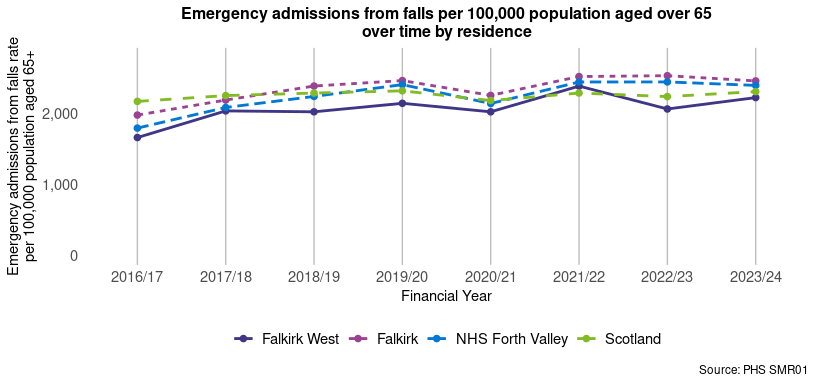 Emergency admissions from falls per 100,000 population aged over 65
over time by residence
Emergency admissions from falls rate
per 100,000 population aged 65+
2,000
1,000
0
2016/17 2017/18 2018/19 2019/20 2020/21 2021/22 2022/23 2023/24
Financial Year
Falkirk West Falkirk NHS Forth Valley Scotland
Source: PHS SMR01